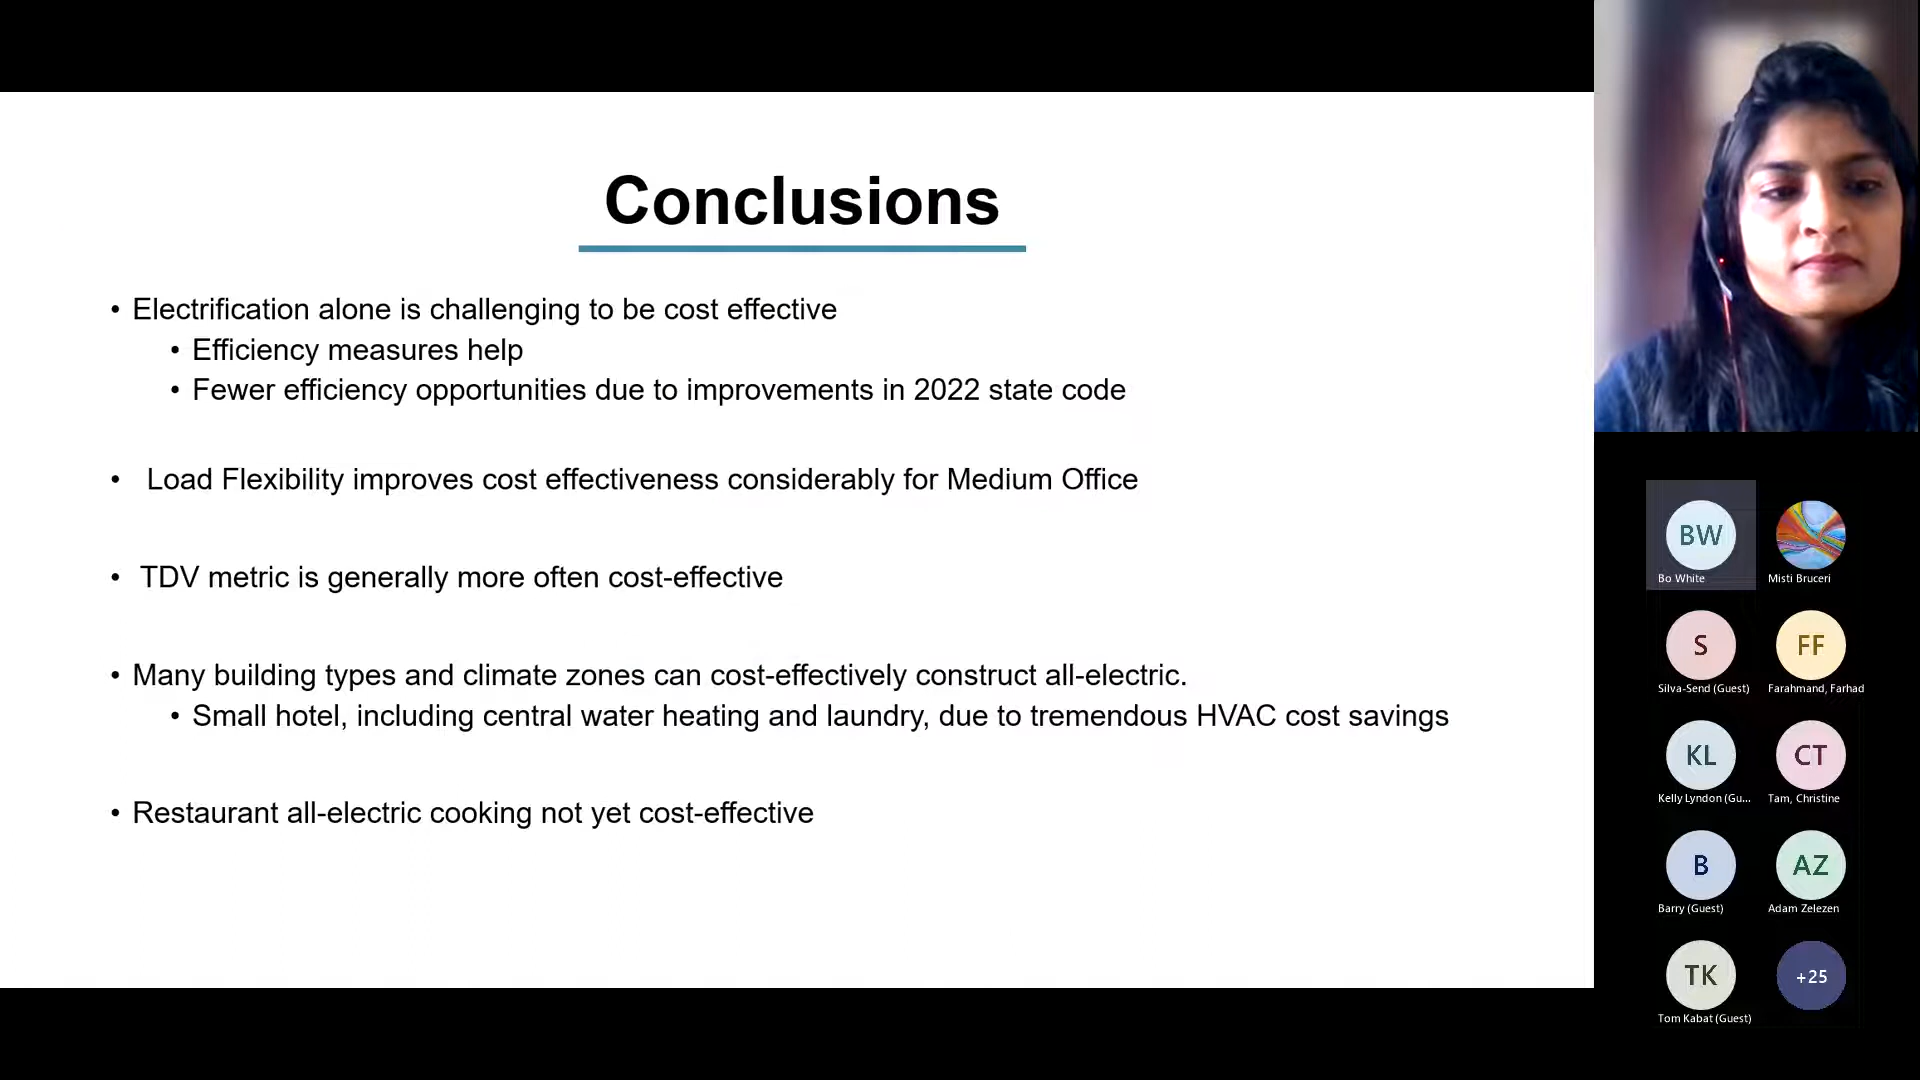 Conclusions
• Electrification alone is challenging to be cost effective
• Efficiency measures help
• Fewer efficiency opportunities due to improvements in 2022 state code
• Load Flexibility improves cost effectiveness considerably for Medium Office
• TDV metric is generally more often cost-effective
• Many building types and climate zones can cost-effectively construct all-electric.
• Small hotel, including central water heating and laundry, due to tremendous HVAC cost savings
• Restaurant all-electric cooking not yet cost-effective
BW
Bo White
Misti Bruceri
S
FF
Silva-Send (Guest)
Farahmand, Farhad
KL
CT
Kelly Lyndon (Gu...
Tam, Christine
B
AZ
Barry (Guest)
Adam Zelezen
TK
+25
Tom Kabat (Guest)